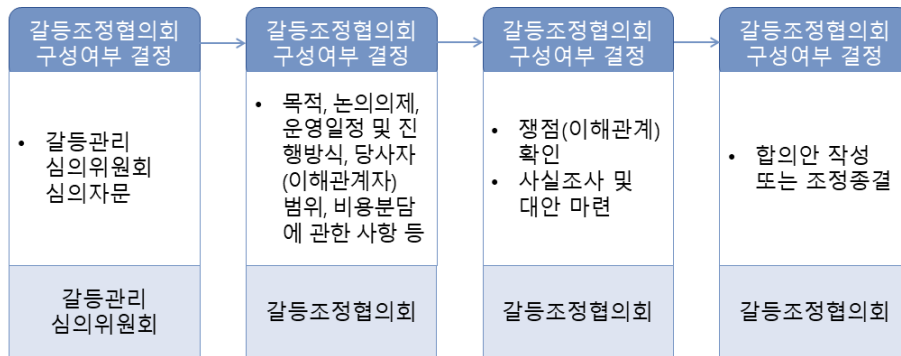 갈등조정협의회
구성여부 결정
• 갈등관리
심의위원회
심의자문
갈등관리
심의위원회
갈등조정협의회
구성여부 결정
• 목적, 논의의제,
운영일정 및 진
행방식, 당사자
(이해관계자)
범위, 비용분담
에 관한 사항 등
갈등조정협의회
갈등조정협의회
구성여부 결정
• 쟁점(이해관계)
확인
• 사실조사 및
대안 마련
갈등조정협의회
갈등조정협의회
구성여부 결정
• 합의안 작성
또는 조정종결
갈등조정협의회